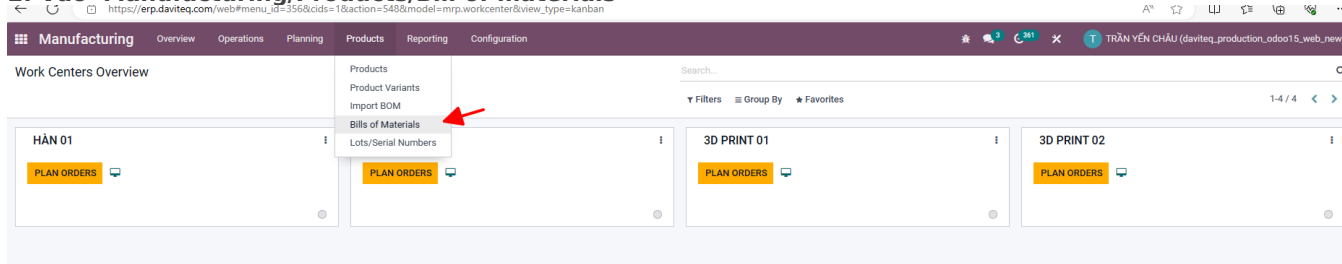 https://erp.daviteq.com/web#menu_id=356&cids=1&action=548&model=mrp.workcenter&view_type=kanban
Manufacturing Overview Operations Planning Products Reporting Configuration 3 361 T TRẦN YẾN CHÂU (daviteq_production_odoo15_web_new
Work Centers Overview
Search...
Filters Group By Favorites 1-4 / 4
Products
Product Variants
Import BOM
Bills of Materials
Lots/Serial Numbers
HÀN 01
3D PRINT 01
3D PRINT 02
PLAN ORDERS
PLAN ORDERS
PLAN ORDERS
PLAN ORDERS